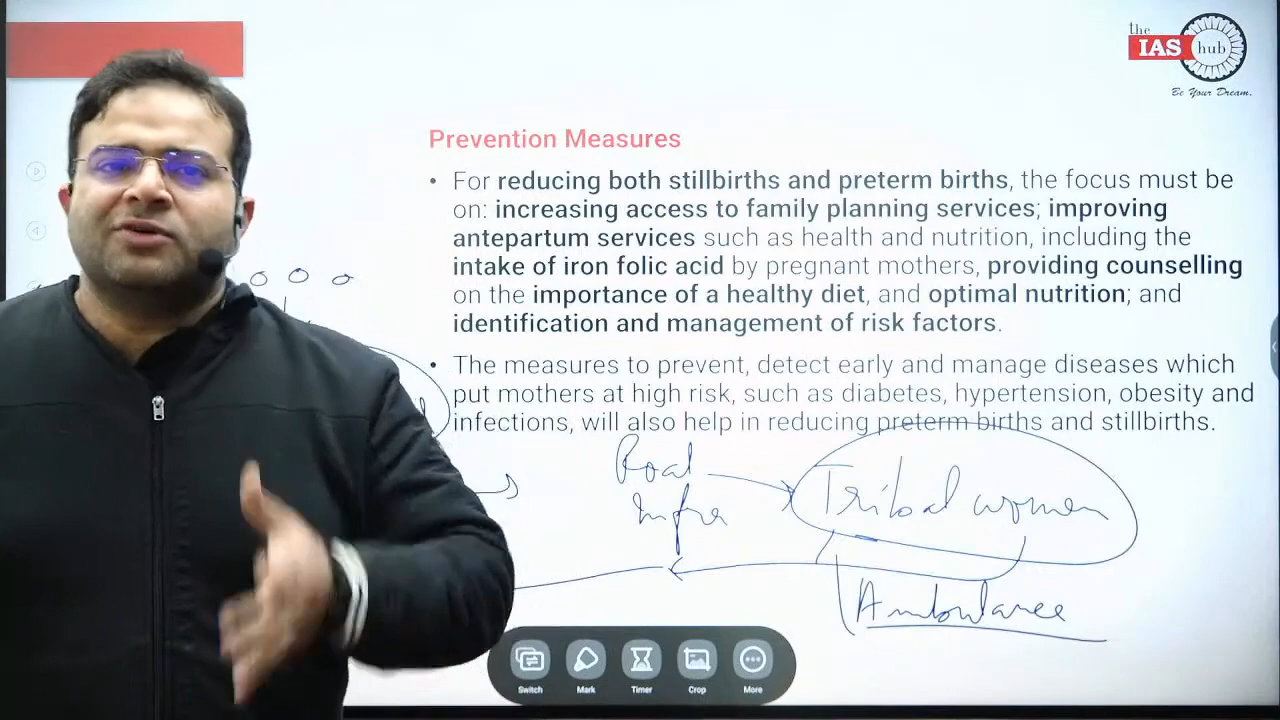 the
IAS hub
Be Your Dream.
Prevention Measures
• For reducing both stillbirths and preterm births, the focus must be
on: increasing access to family planning services; improving
antepartum services such as health and nutrition, including the
intake of iron folic acid by pregnant mothers, providing counselling
on the importance of a healthy diet, and optimal nutrition; and
identification and management of risk factors.
• The measures to prevent, detect early and manage diseases which
put mothers at high risk, such as diabetes, hypertension, obesity and
infections, will also help in reducing preterm births and stillbirths.
Road
Infra
Tribal women
Ambulance
Switch Mark Timer Crop More